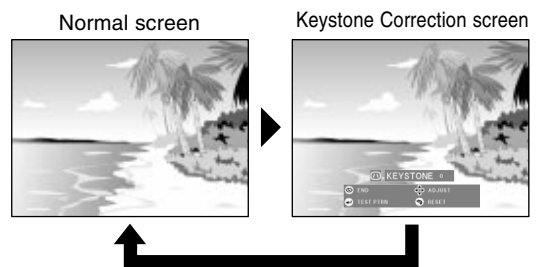 Normal screen
Keystone Correction screen
KEYSTONE 0
END ADJUST
TEST PTRN RESET